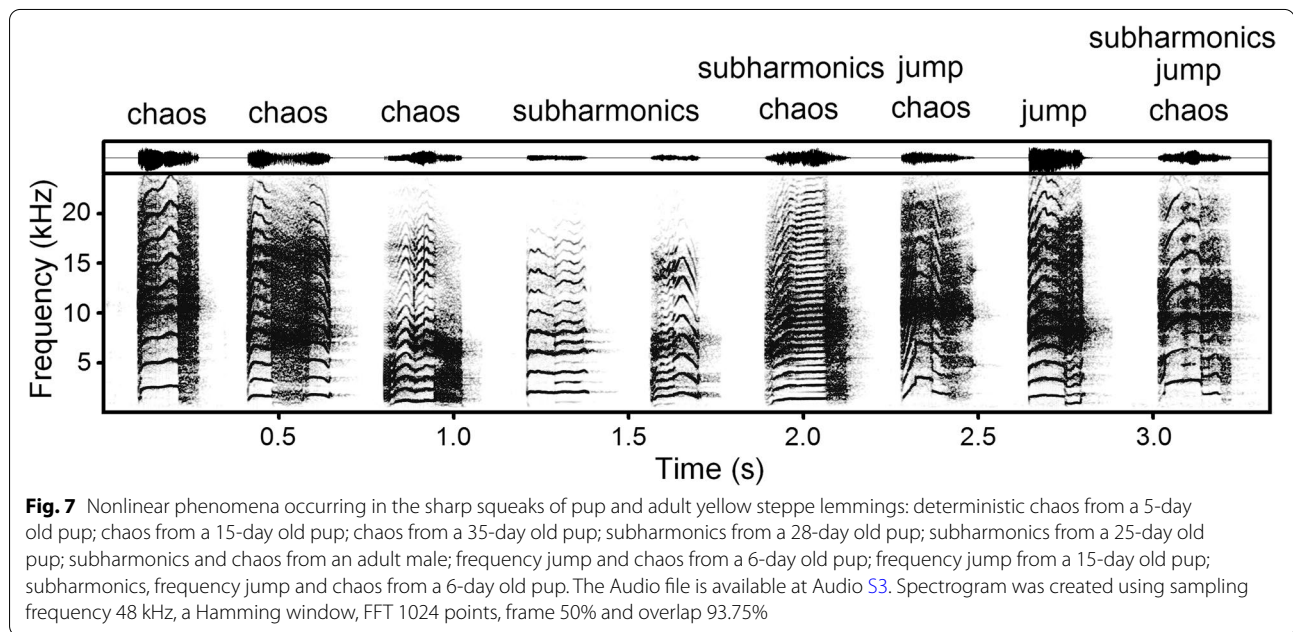 subharmonics
subharmonics jump jump
chaos chaos chaos subharmonics chaos chaos jump chaos
Frequency (kHz)
20
15
10
5
0.5 1.0 1.5 2.0 2.5 3.0
Time (s)
Fig. 7 Nonlinear phenomena occurring in the sharp squeaks of pup and adult yellow steppe lemmings: deterministic chaos from a 5-day
old pup; chaos from a 15-day old pup; chaos from a 35-day old pup; subharmonics from a 28-day old pup; subharmonics from a 25-day old
pup; subharmonics and chaos from an adult male; frequency jump and chaos from a 6-day old pup; frequency jump from a 15-day old pup;
subharmonics, frequency jump and chaos from a 6-day old pup. The Audio file is available at Audio S3. Spectrogram was created using sampling
frequency 48 kHz, a Hamming window, FFT 1024 points, frame 50% and overlap 93.75%